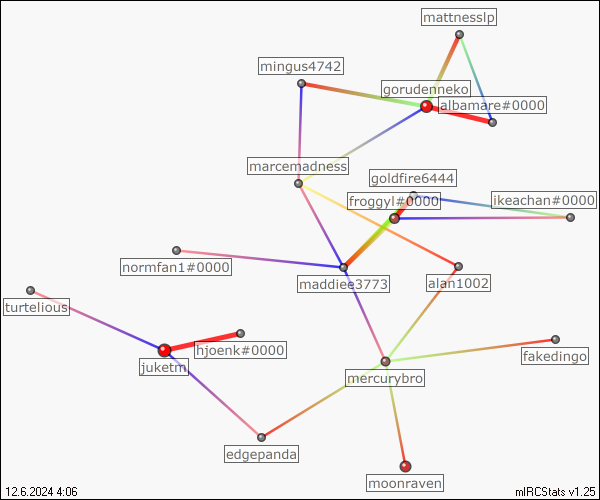 mattnesslp
mingus4742
gorudenneko
albamare#0000
marcemadness
goldfire6444
froggyl#0000
ikeachan#0000
normfan1#0000
maddiee3773
alan1002
turtelious
hjoenk#0000
juketm
fakedingo
mercurybro
edgepanda
moonraven
12.6.2024 4:06
mIRCStats v1.25